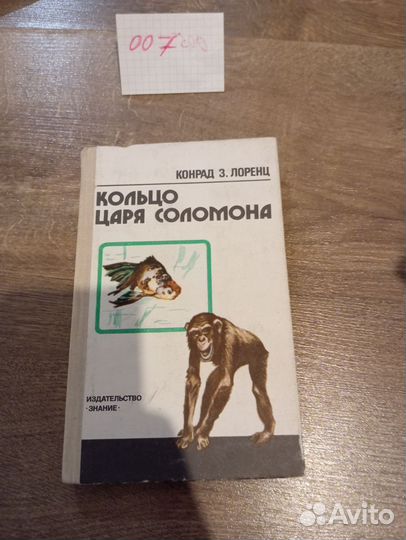 007
КОНРАД З. ЛОРЕНЦ
КОЛЬЦО
ЦАРЯ СОЛОМОНА
ИЗДАТЕЛЬСТВО
·ЗНАНИЕ·
Avito